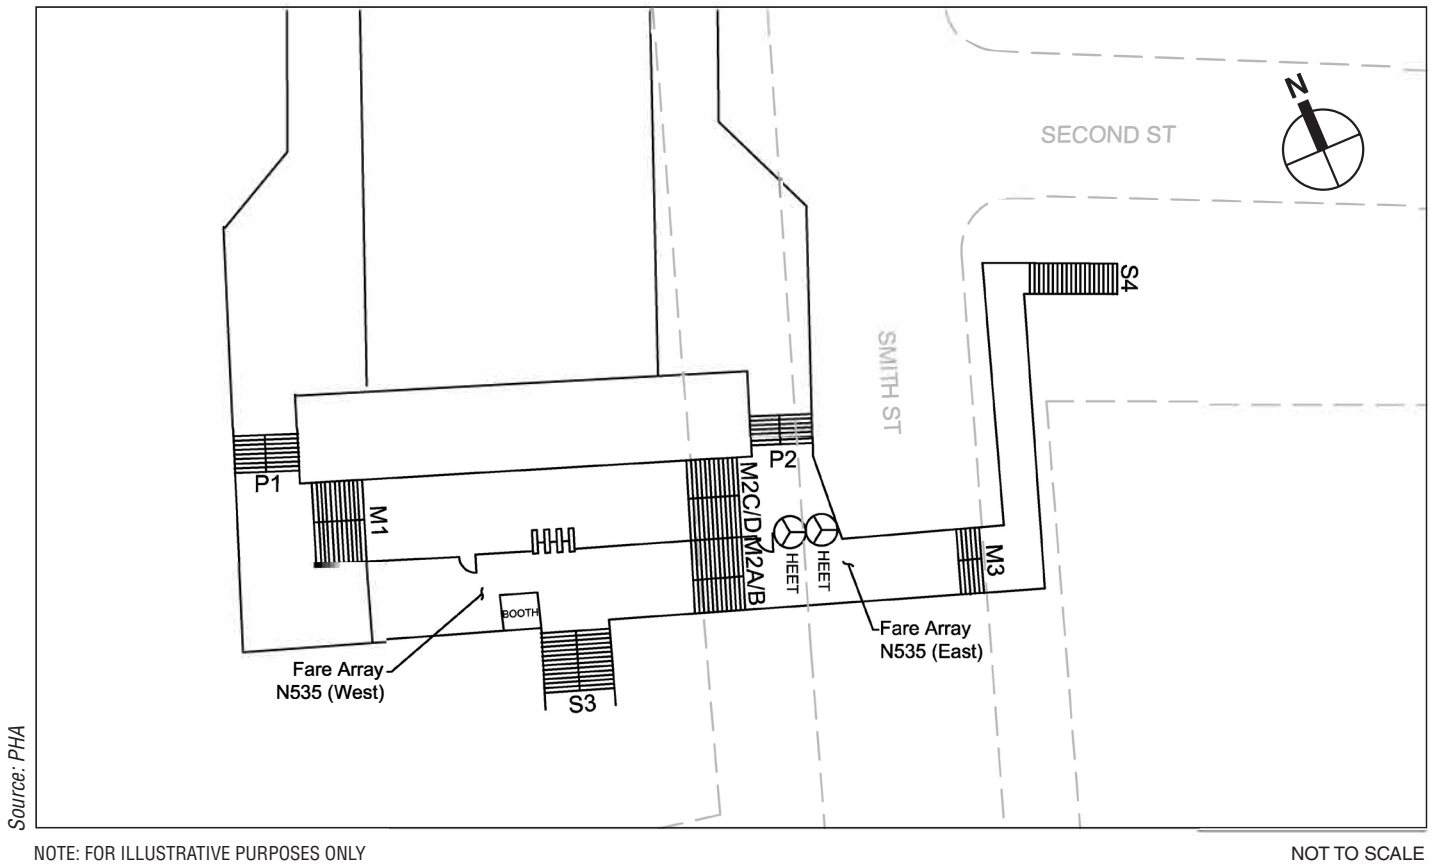 N
SECOND ST
S4
SMITH ST
P1
P2
M1
M2C/D
M2A/B
HEET
HEET
M3
BOOTH
Fare Array
N535 (West)
Fare Array
N535 (East)
S3
Source: PHA
NOTE: FOR ILLUSTRATIVE PURPOSES ONLY
NOT TO SCALE